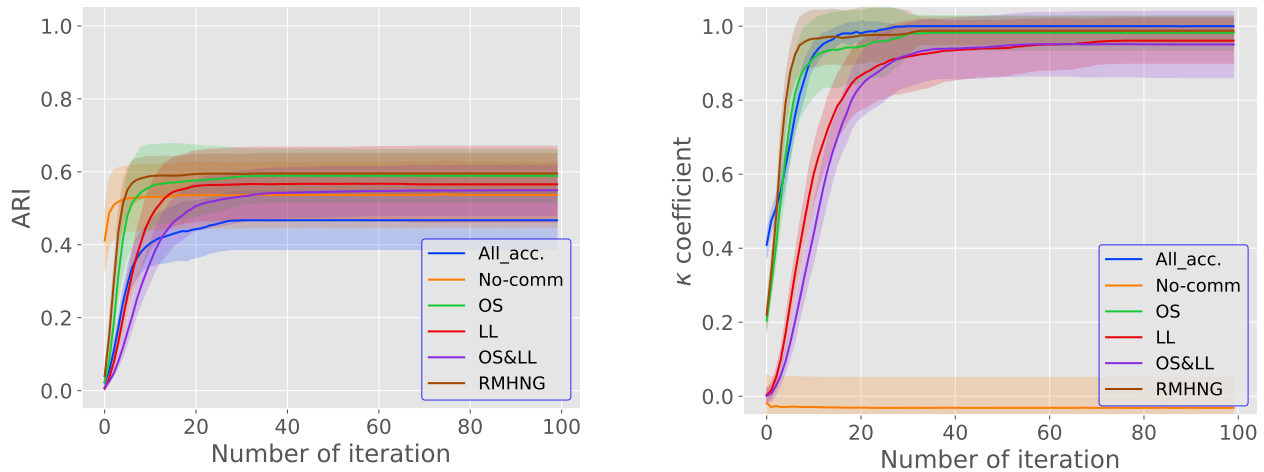 ARI
1.0
0.8
0.6
0.4
0.2
0.0
0 20 40 60 80 100
Number of iteration
All_acc.
No-comm
OS
LL
OS&LL
RMHNG
κ coefficient
1.0
0.8
0.6
0.4
0.2
0.0
0 20 40 60 80 100
Number of iteration
All_acc.
No-comm
OS
LL
OS&LL
RMHNG